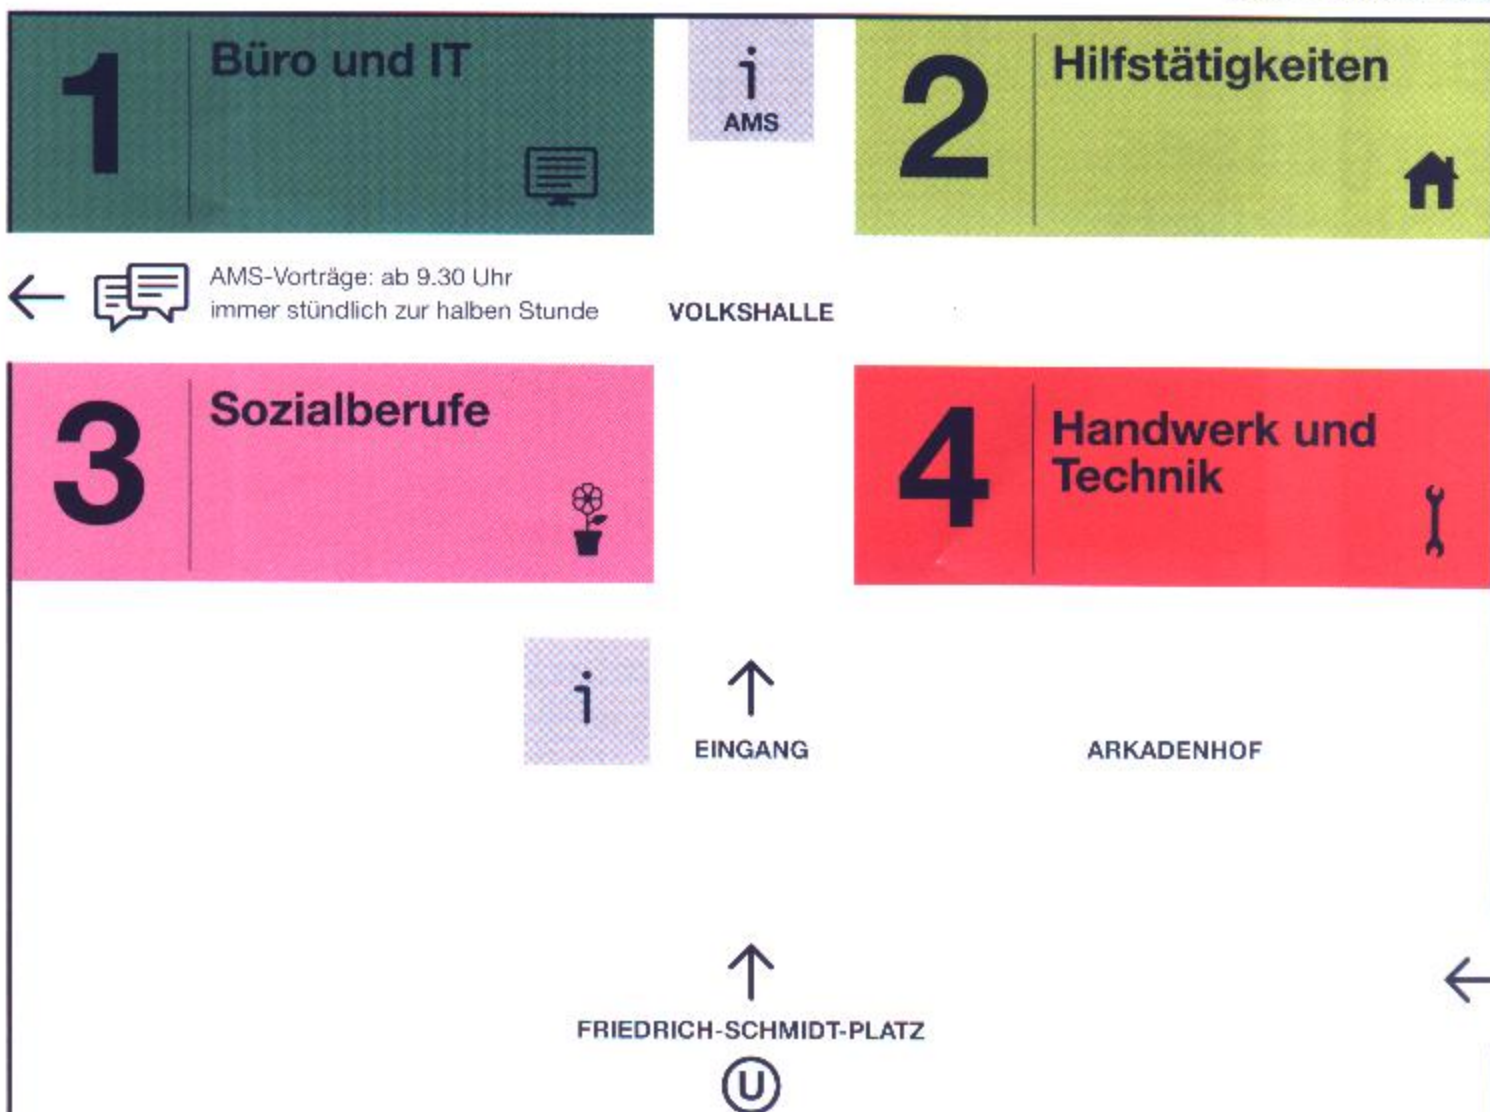 1
Büro und IT
i
AMS
2
Hilfstätigkeiten
AMS-Vorträge: ab 9.30 Uhr
immer stündlich zur halben Stunde
VOLKSHALLE
3
Sozialberufe
4
Handwerk und
Technik
i
EINGANG
ARKADENHOF
FRIEDRICH-SCHMIDT-PLATZ
U